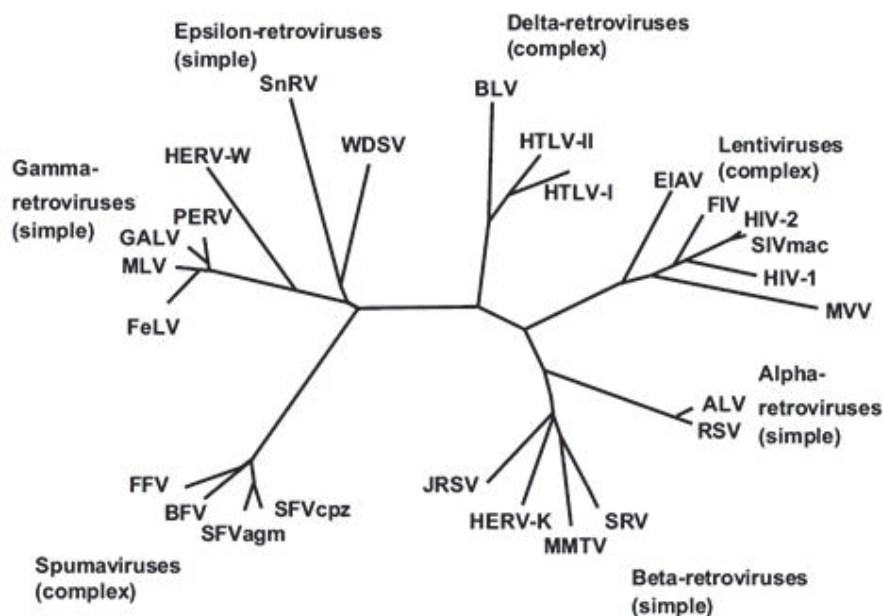 Epsilon-retroviruses
(simple)
SnRV
WDSV
Delta-retroviruses
(complex)
BLV
HTLV-II
HTLV-I
Lentiviruses
(complex)
EIAV
FIV
HIV-2
SIVmac
HIV-1
MVV
Gamma-
retroviruses
(simple)
HERV-W
PERV
GALV
MLV
FeLV
Alpha-
retroviruses
(simple)
ALV
RSV
FFV
BFV
SFVagm
SFVcpz
Spumaviruses
(complex)
JRSV
HERV-K
MMTV
SRV
Beta-retroviruses
(simple)